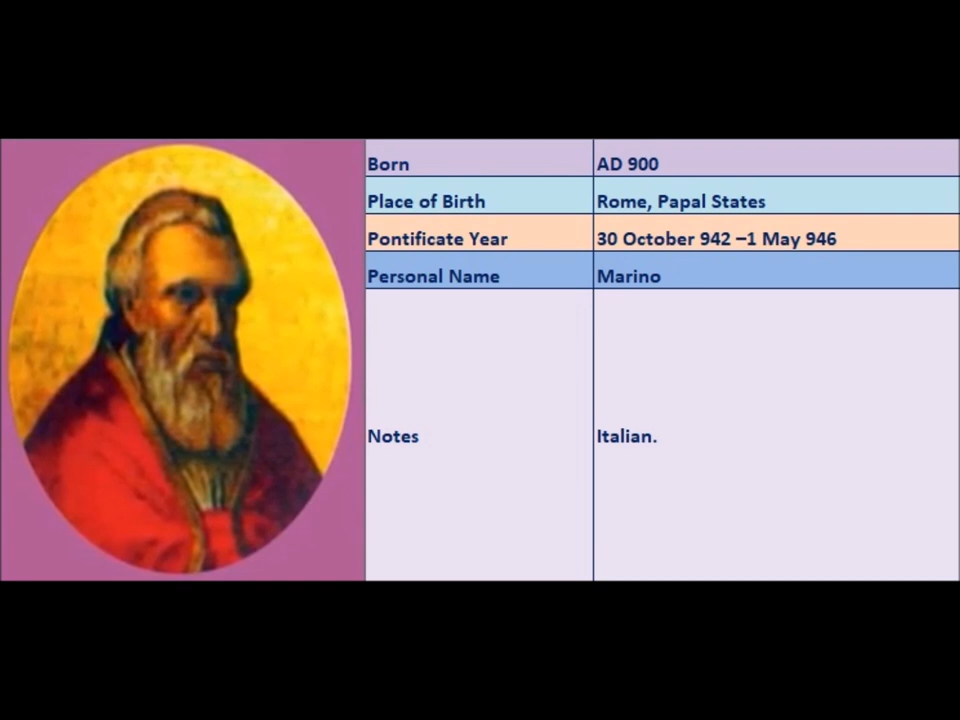 Born AD 900
Place of Birth Rome, Papal States
Pontificate Year 30 October 942 –1 May 946
Personal Name Marino
Notes Italian.